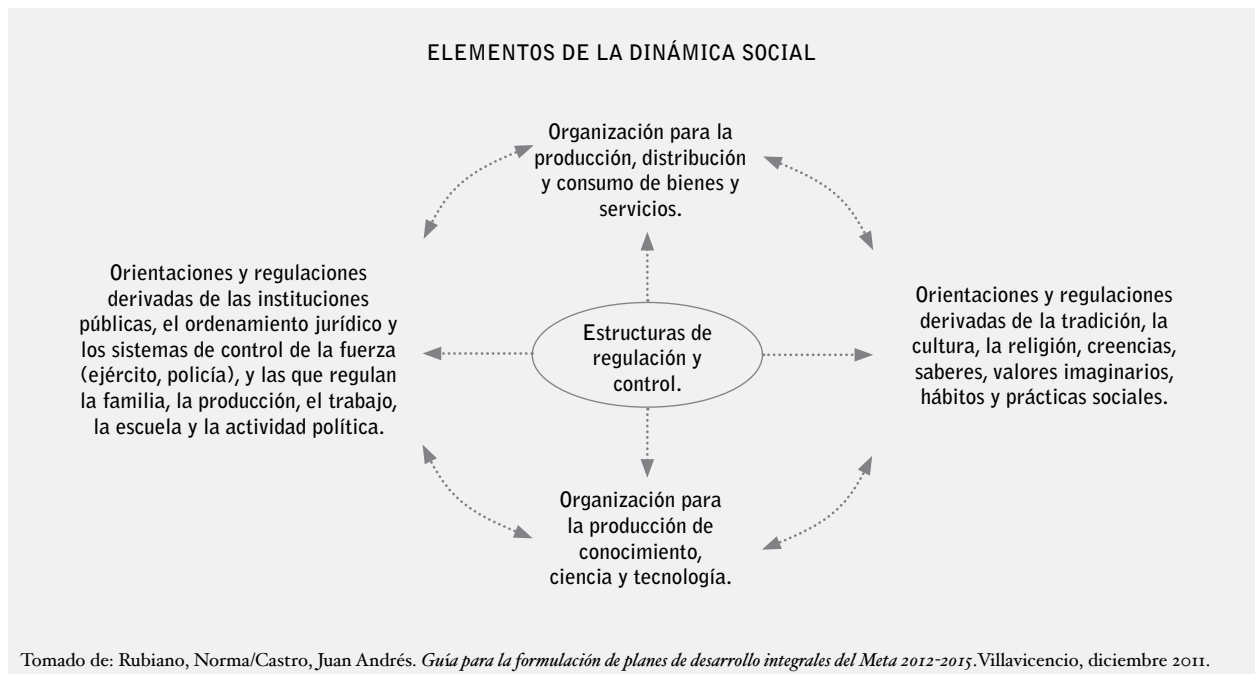 ELEMENTOS DE LA DINÁMICA SOCIAL
Organización para la
producción, distribución
y consumo de bienes y
servicios.
Orientaciones y regulaciones
derivadas de las instituciones
públicas, el ordenamiento jurídico y
los sistemas de control de la fuerza
(ejército, policía), y las que regulan
la familia, la producción, el trabajo,
la escuela y la actividad política.
Estructuras de
regulación y
control.
Orientaciones y regulaciones
derivadas de la tradición, la
cultura, la religión, creencias,
saberes, valores imaginarios,
hábitos y prácticas sociales.
Organización para
la producción de
conocimiento,
ciencia y tecnología.
Tomado de: Rubiano, Norma/Castro, Juan Andrés. Guía para la formulación de planes de desarrollo integrales del Meta 2012-2015.Villavicencio, diciembre 2011.